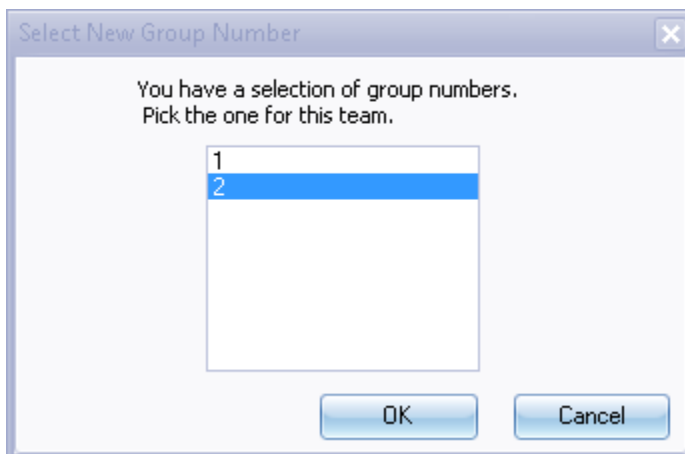 Select New Group Number
You have a selection of group numbers.
Pick the one for this team.
1
2
OK
Cancel